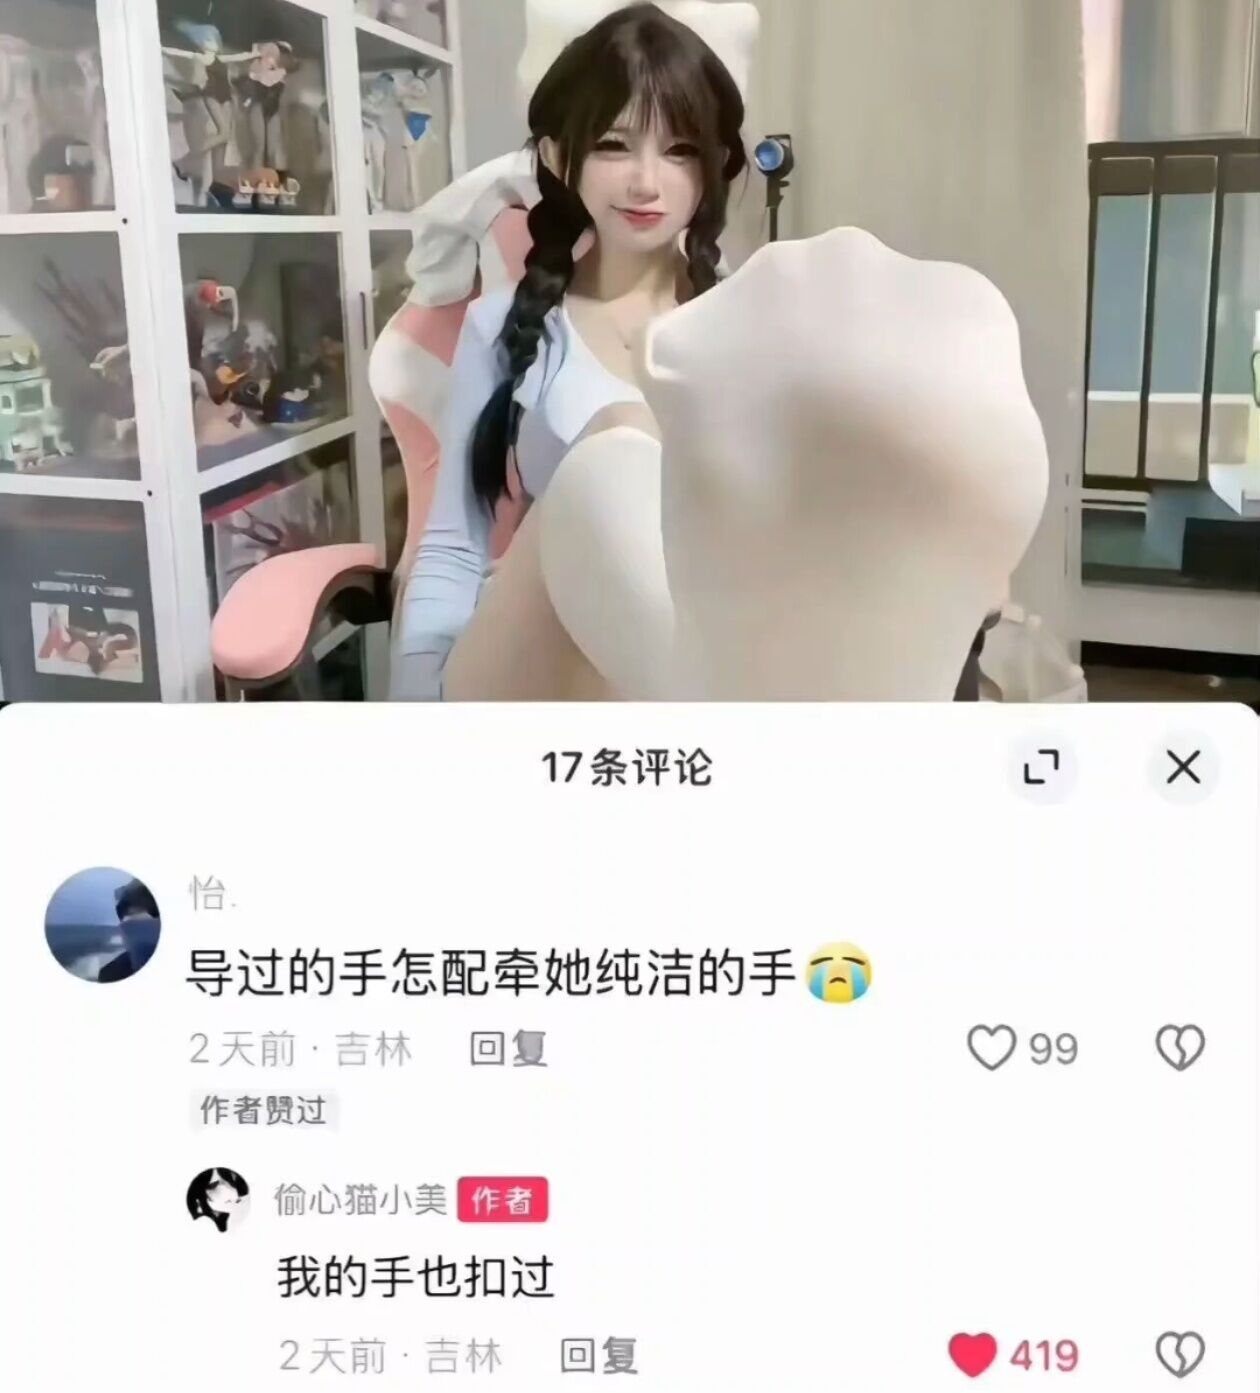 17条评论
怡.
导过的手怎配牵她纯洁的手
2天前 · 吉林 回复
99
作者赞过
偷心猫小美 作者
我的手也扣过
2天前 · 吉林 回复
419